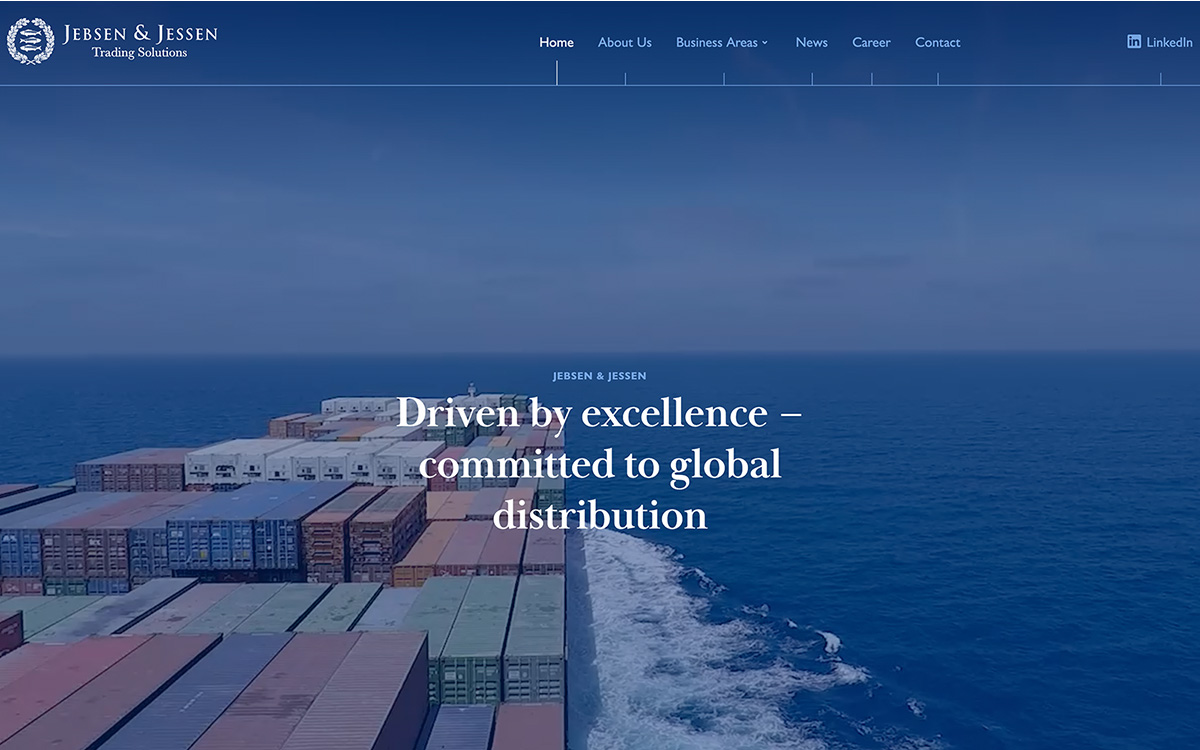 JEBSEN & JESSEN
Trading Solutions
Home About Us Business Areas News Career Contact LinkedIn
JEBSEN & JESSEN
Driven by excellence –
committed to global
distribution